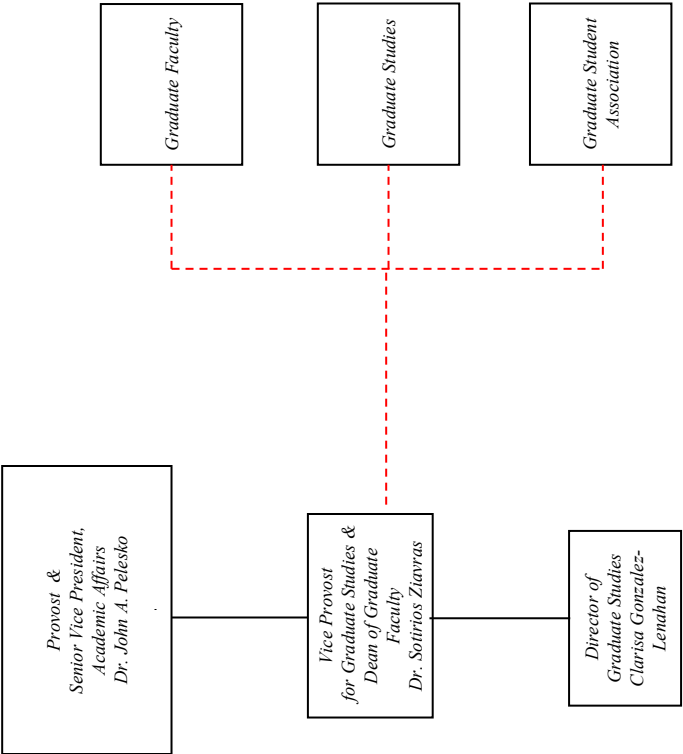 Provost &
Senior Vice President,
Academic Affairs
Dr. John A. Pelesko
.
Vice Provost
for Graduate Studies &
Dean of Graduate
Faculty
Dr. Sotirios Ziavras
Director of
Graduate Studies
Clarisa Gonzalez-
Lenahan
Graduate Faculty
Graduate Studies
Graduate Student
Association